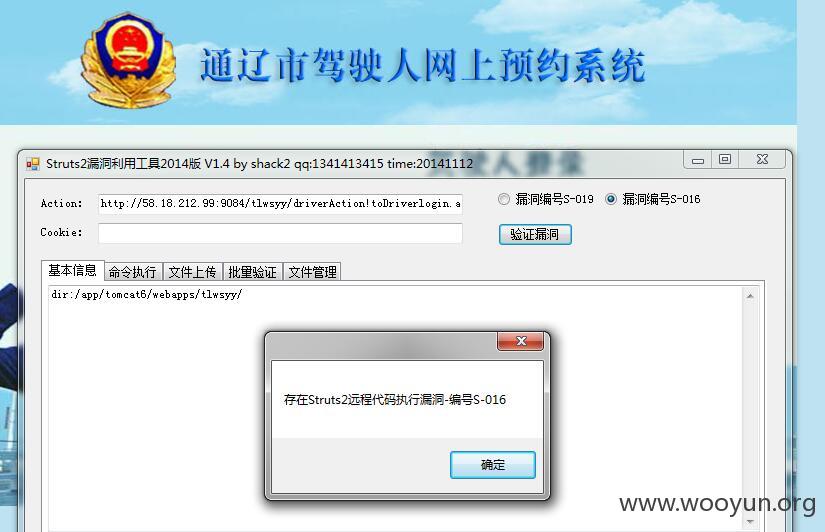 通辽市驾驶人网上预约系统
Struts2漏洞利用工具2014版 V1.4 by shack2 qq:1341413415 time:20141112
Action: http://58.18.212.99:9084/tlwsyy/driverAction!toDriverlogin.a
漏洞编号S-019 漏洞编号S-016
Cookie:
验证漏洞
基本信息 命令执行 文件上传 批量验证 文件管理
dir:/app/tomcat6/webapps/tlwsyy/
存在Struts2远程代码执行漏洞-编号S-016
确定
www.wooyun.org